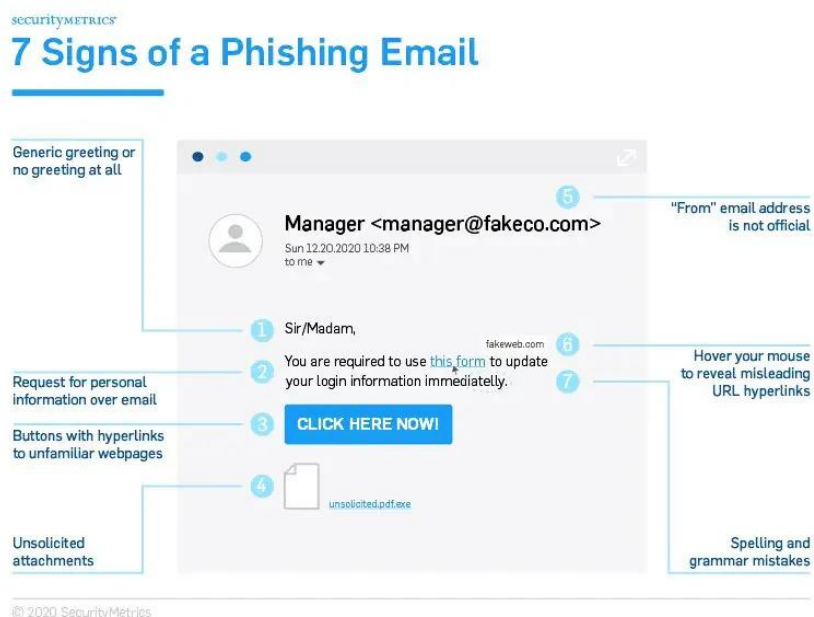 securityMETRICS®
7 Signs of a Phishing Email
Generic greeting or
no greeting at all
5
"From" email address
is not official
Manager <manager@fakeco.com>
Sun 12.20.2020 10:38 PM
to me
1
Sir/Madam,
fakeweb.com
6
Hover your mouse
to reveal misleading
URL hyperlinks
2
You are required to use this form to update
your login information immediatelly.
7
Request for personal
information over email
3
CLICK HERE NOW!
Buttons with hyperlinks
to unfamiliar webpages
4
unsolicited.pdf.exe
Unsolicited
attachments
Spelling and
grammar mistakes
© 2020 SecurityMetrics